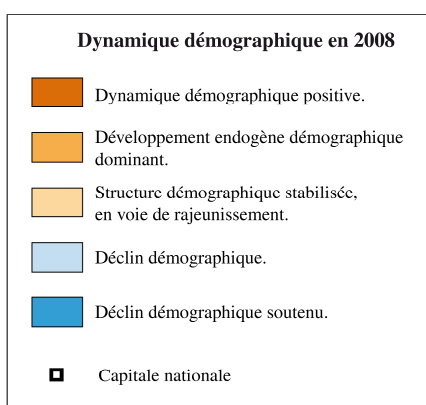 Dynamique démographique en 2008
Dynamique démographique positive.
Développement endogène démographique
dominant.
Structure démographique stabilisée,
en voie de rajeunissement.
Déclin démographique.
Déclin démographique soutenu.
Capitale nationale